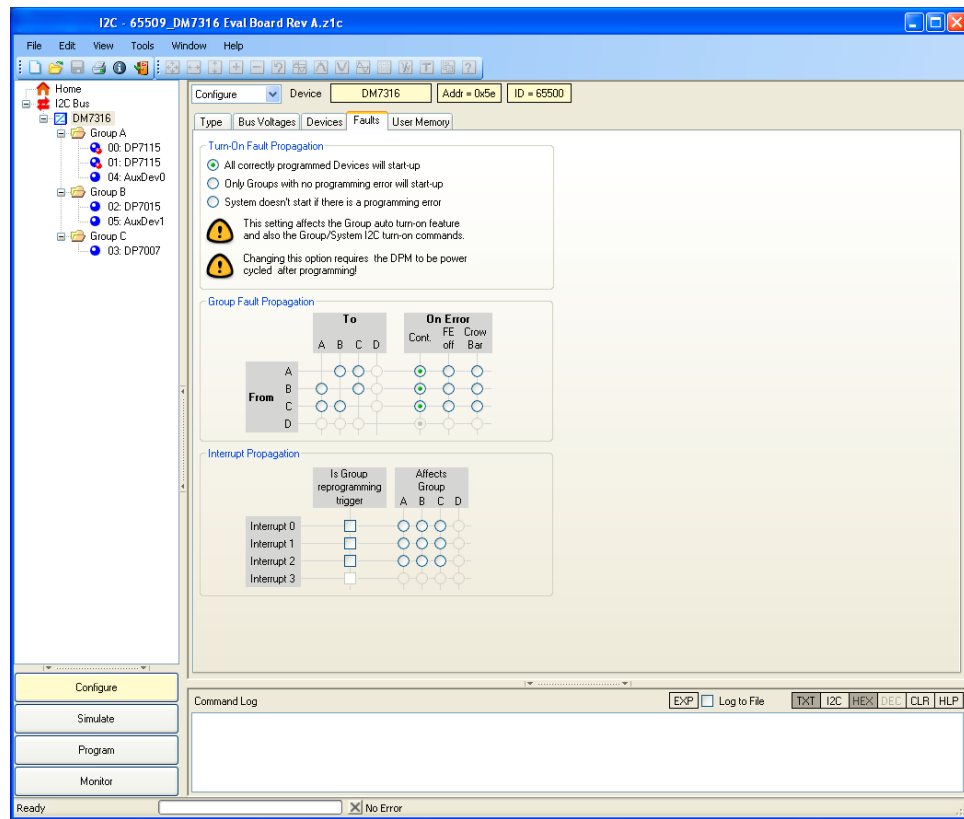 I2C - 65509_DM7316 Eval Board Rev A.z1c
File Edit View Tools Window Help
Home
I2C Bus
DM7316
Group A
00: DP7115
01: DP7115
04: AuxDev0
Group B
02: DP7015
05: AuxDev1
Group C
03: DP7007
Configure Device DM7316 Addr = 0x5e ID = 65500
Type Bus Voltages Devices Faults User Memory
Turn-On Fault Propagation
All correctly programmed Devices will start-up
Only Groups with no programming error will start-up
System doesn't start if there is a programming error
This setting affects the Group auto turn-on feature
and also the Group/System I2C turn-on commands.
Changing this option requires the DPM to be power
cycled after programming!
Group Fault Propagation
To On Error
Cont. FE off Crow Bar
A B C D
From
A
B
C
D
Interrupt Propagation
Is Group reprogramming trigger
Affects Group
A B C D
Interrupt 0
Interrupt 1
Interrupt 2
Interrupt 3
Configure
Simulate
Program
Monitor
Command Log EXP Log to File TXT I2C HEX DEC CLR HLP
Ready No Error